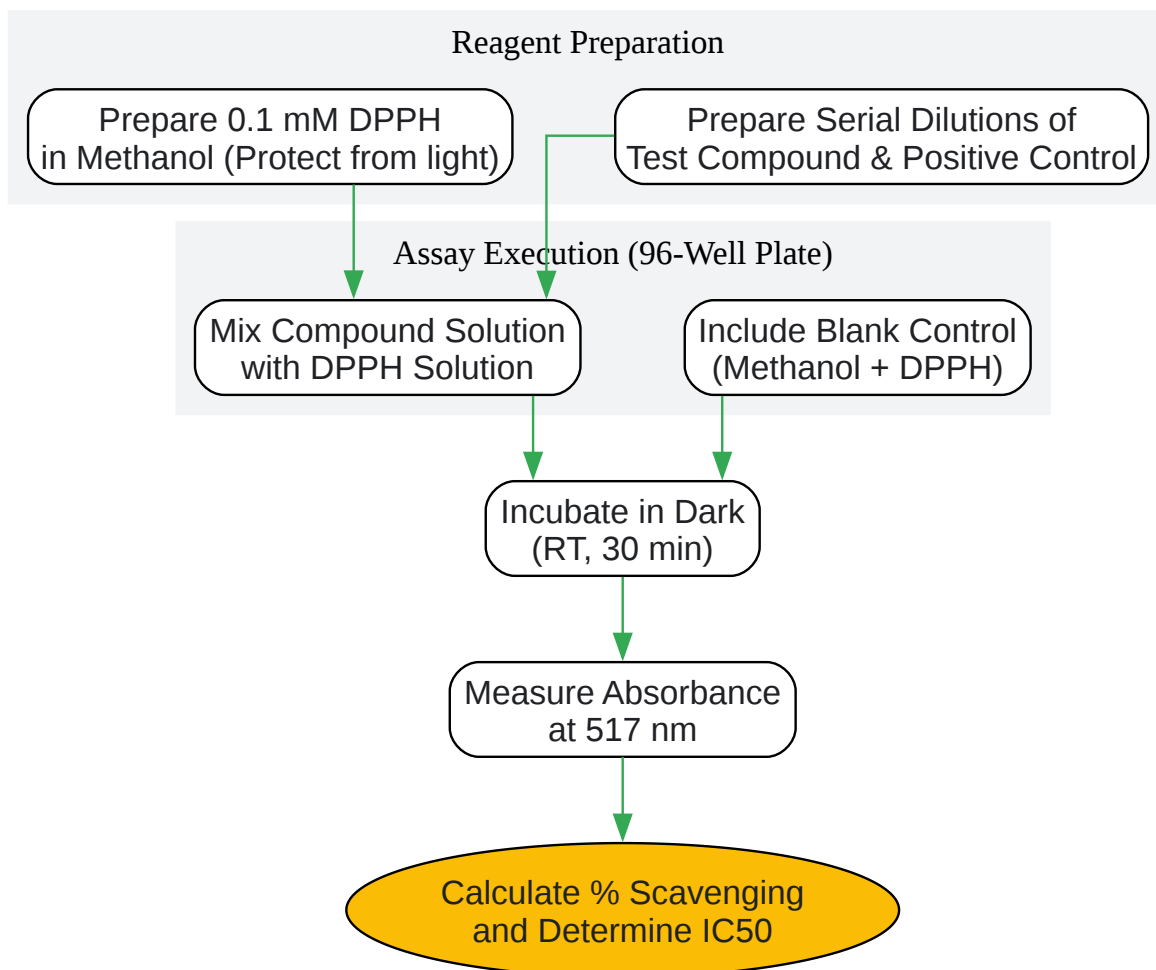 Reagent Preparation
Prepare 0.1 mM DPPH
in Methanol (Protect from light)
Prepare Serial Dilutions of
Test Compound & Positive Control
Assay Execution (96-Well Plate)
Mix Compound Solution
with DPPH Solution
Include Blank Control
(Methanol + DPPH)
Incubate in Dark
(RT, 30 min)
Measure Absorbance
at 517 nm
Calculate % Scavenging
and Determine IC50